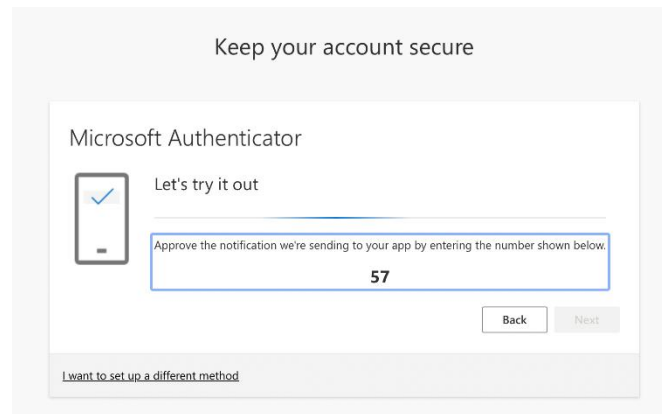 Keep your account secure
Microsoft Authenticator
Let's try it out
Approve the notification we're sending to your app by entering the number shown below.
57
Back
Next
I want to set up a different method